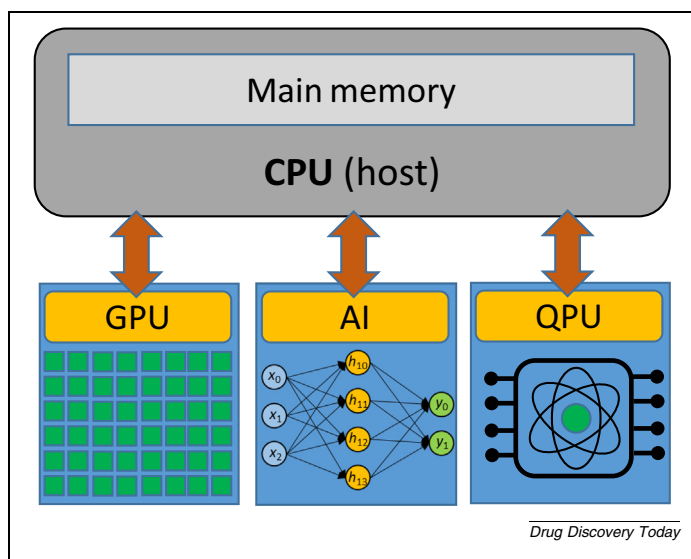 Main memory
CPU (host)
GPU
AI
QPU
x0
x1
x2
h10
h11
h12
h13
y0
y1
Drug Discovery Today